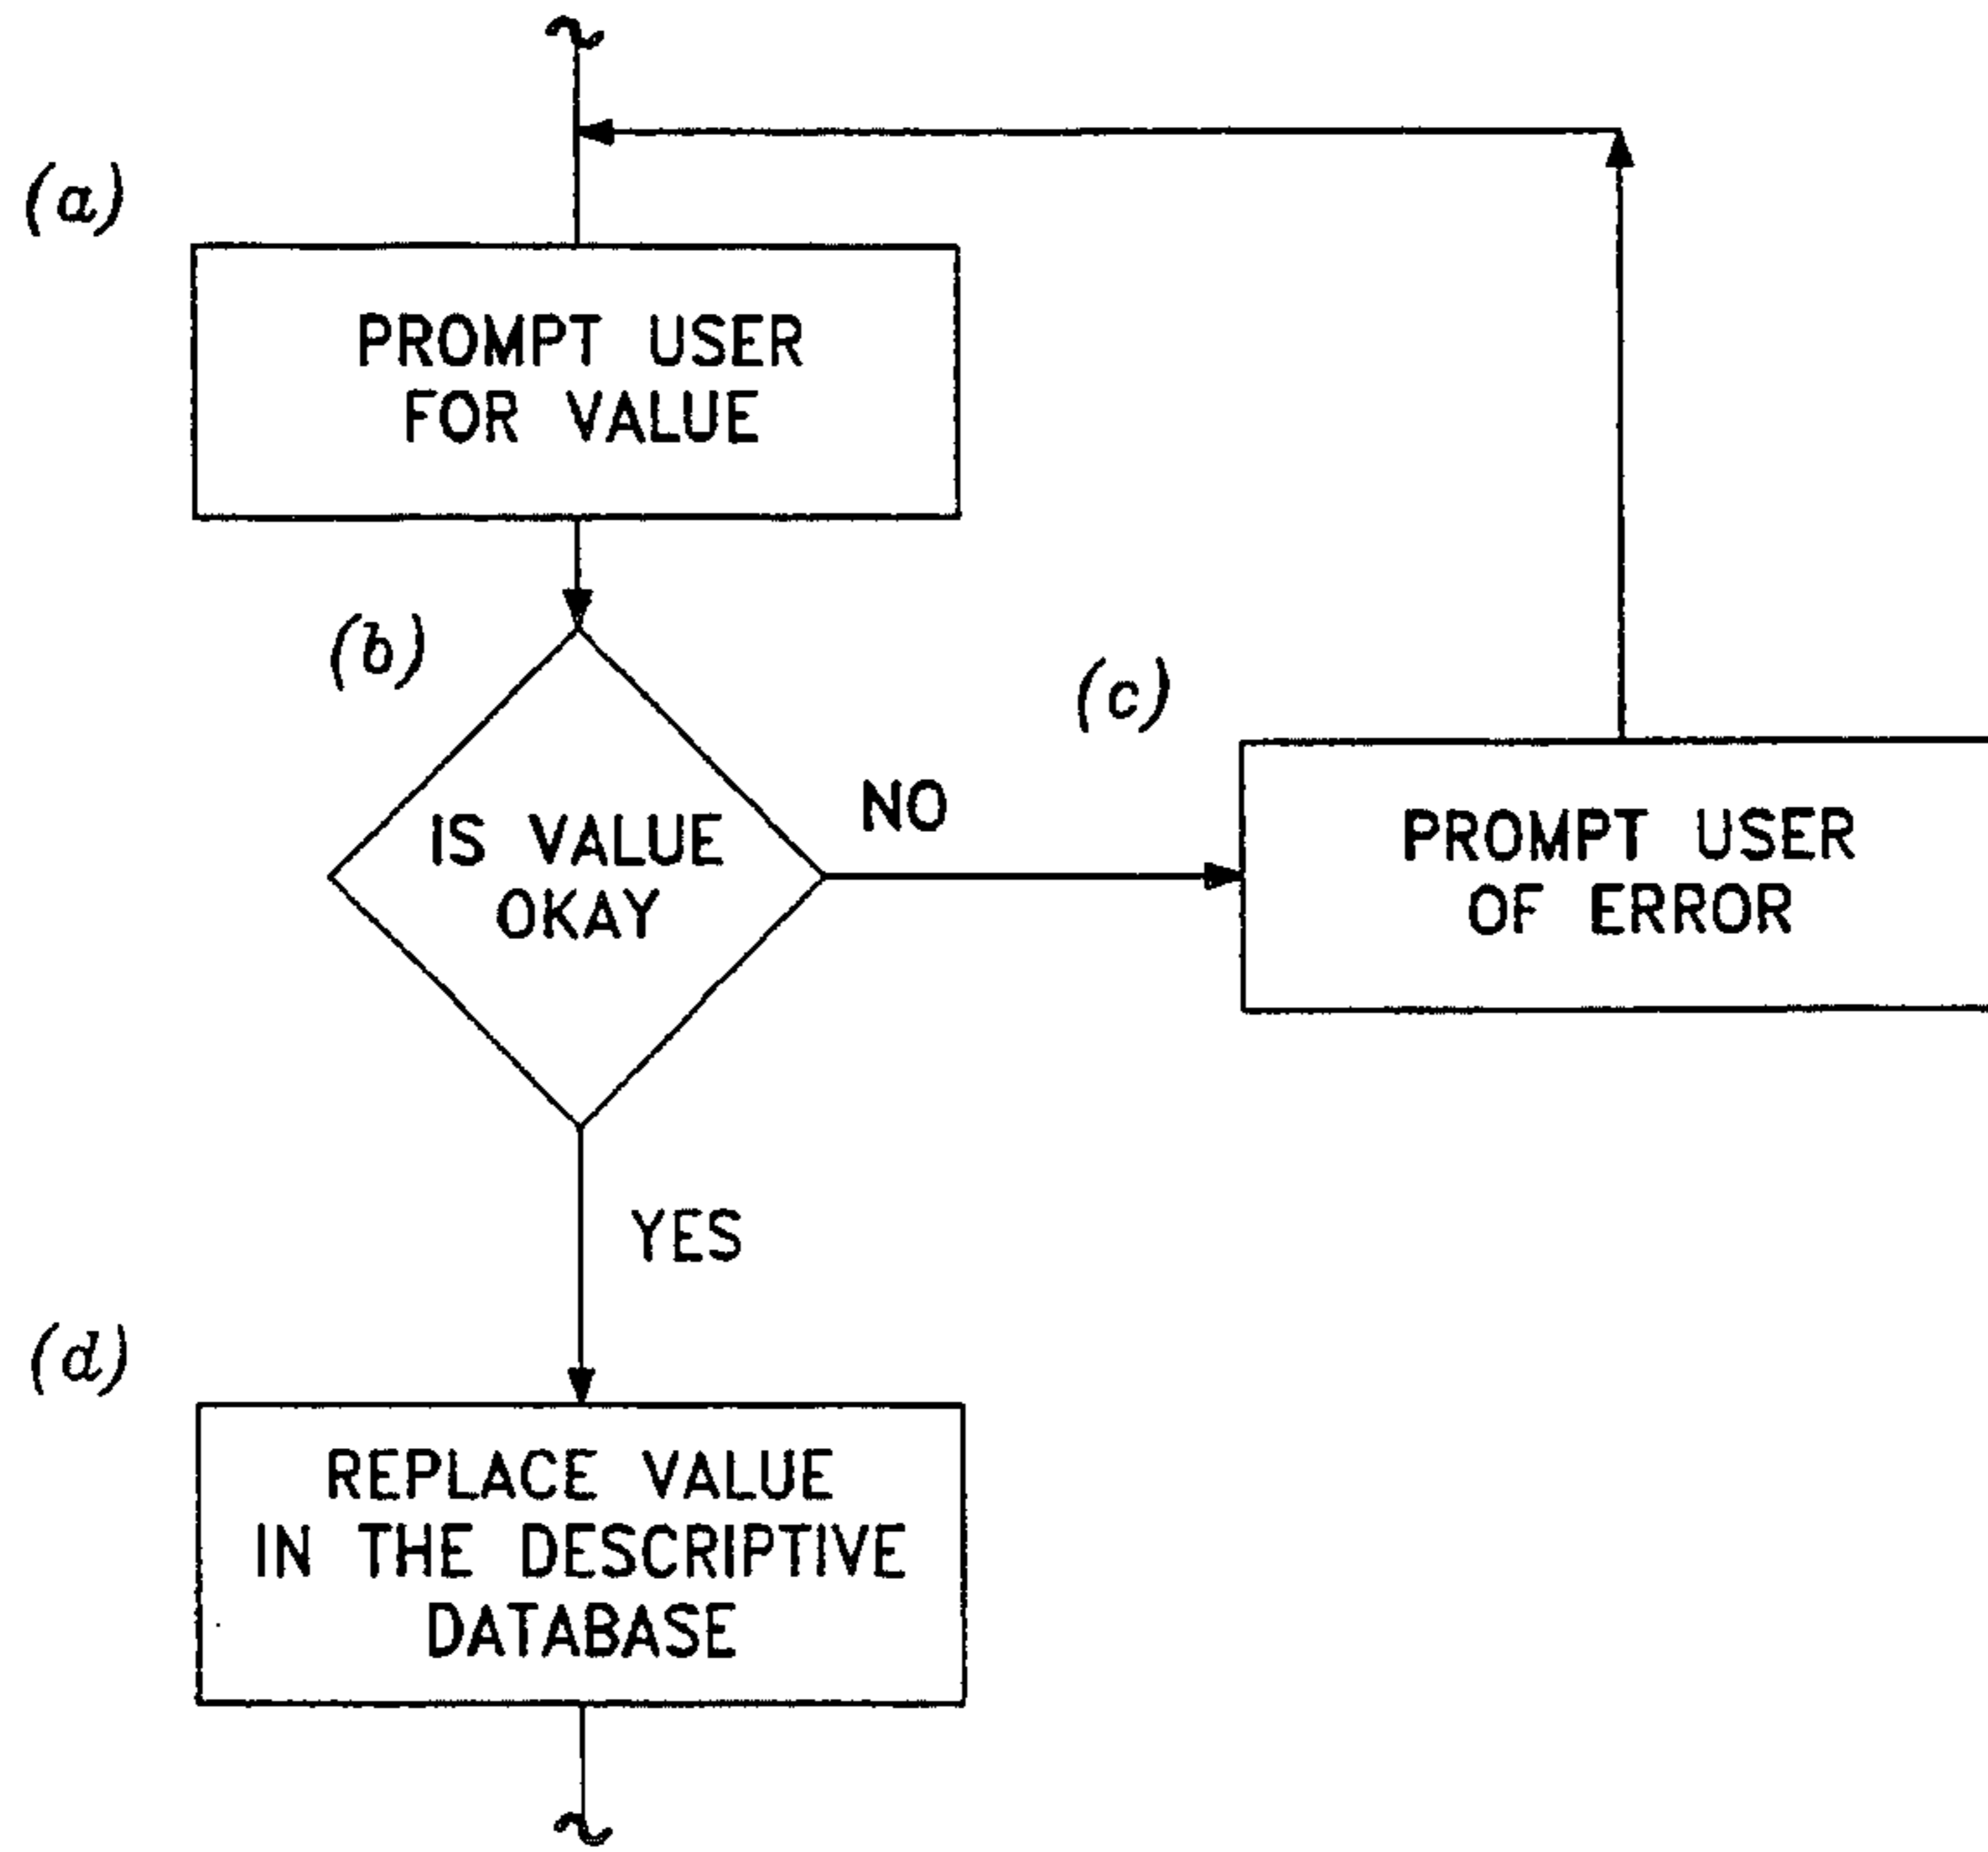 (a)
PROMPT USER
FOR VALUE
(b)
IS VALUE
OKAY
NO
(c)
PROMPT USER
OF ERROR
YES
(d)
REPLACE VALUE
IN THE DESCRIPTIVE
DATABASE